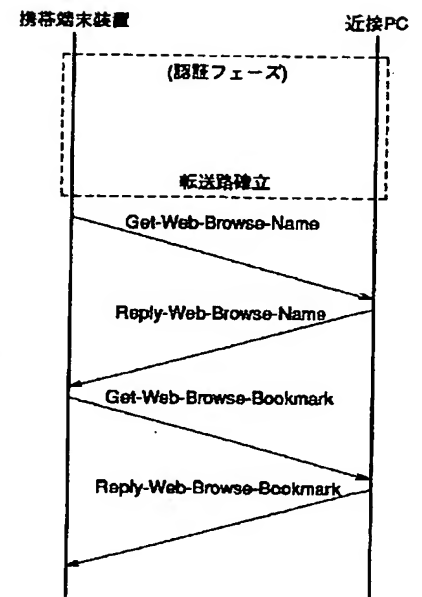 携帯端末装置
近接PC
(認証フェーズ)
転送路確立
Get-Web-Browse-Name
Reply-Web-Browse-Name
Get-Web-Browse-Bookmark
Reply-Web-Browse-Bookmark